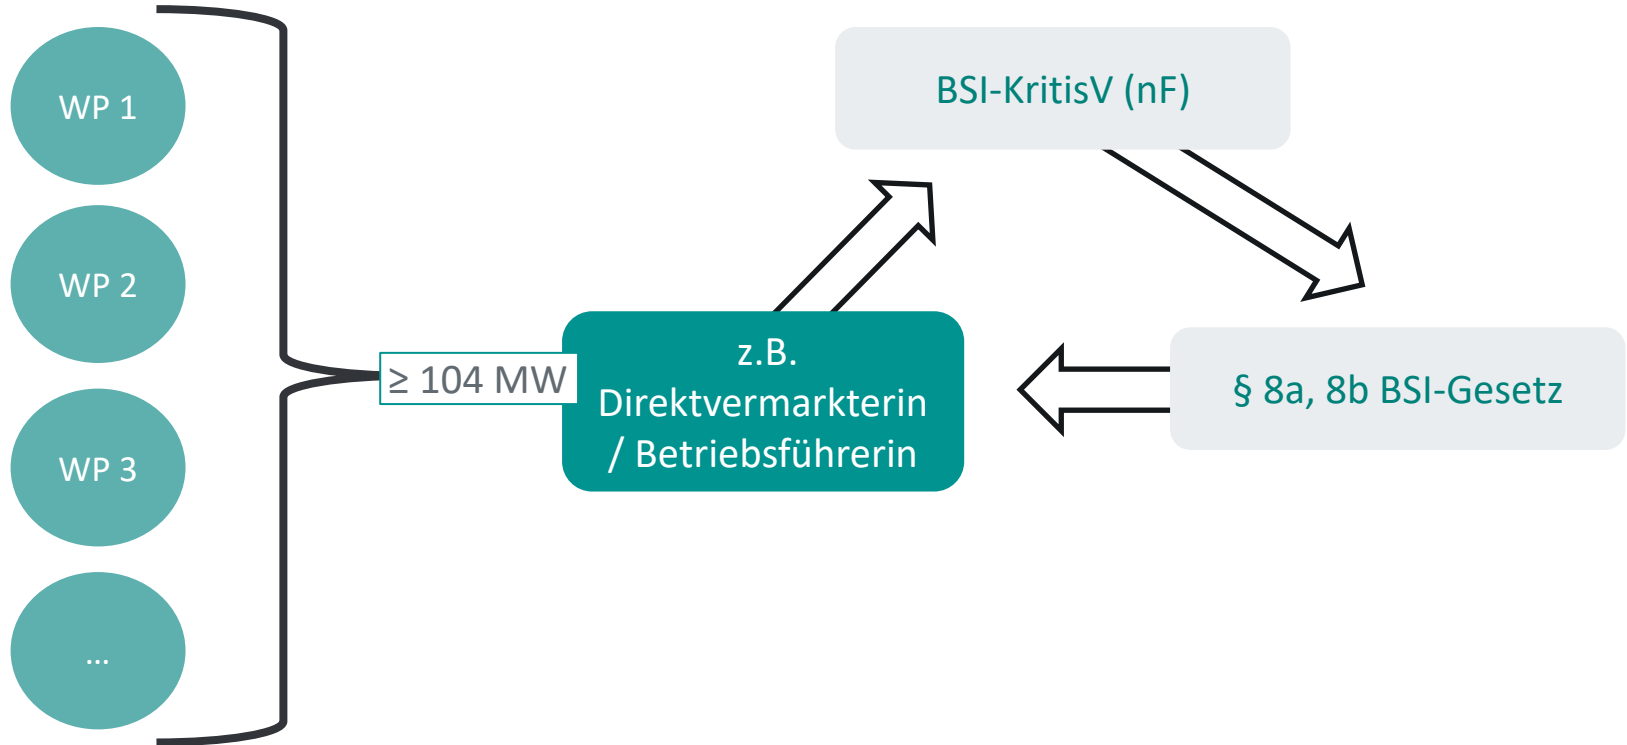 WP 1
WP 2
WP 3
...
≥ 104 MW
z.B.
Direktvermarkterin
/ Betriebsführerin
BSI-KritisV (nF)
§ 8a, 8b BSI-Gesetz